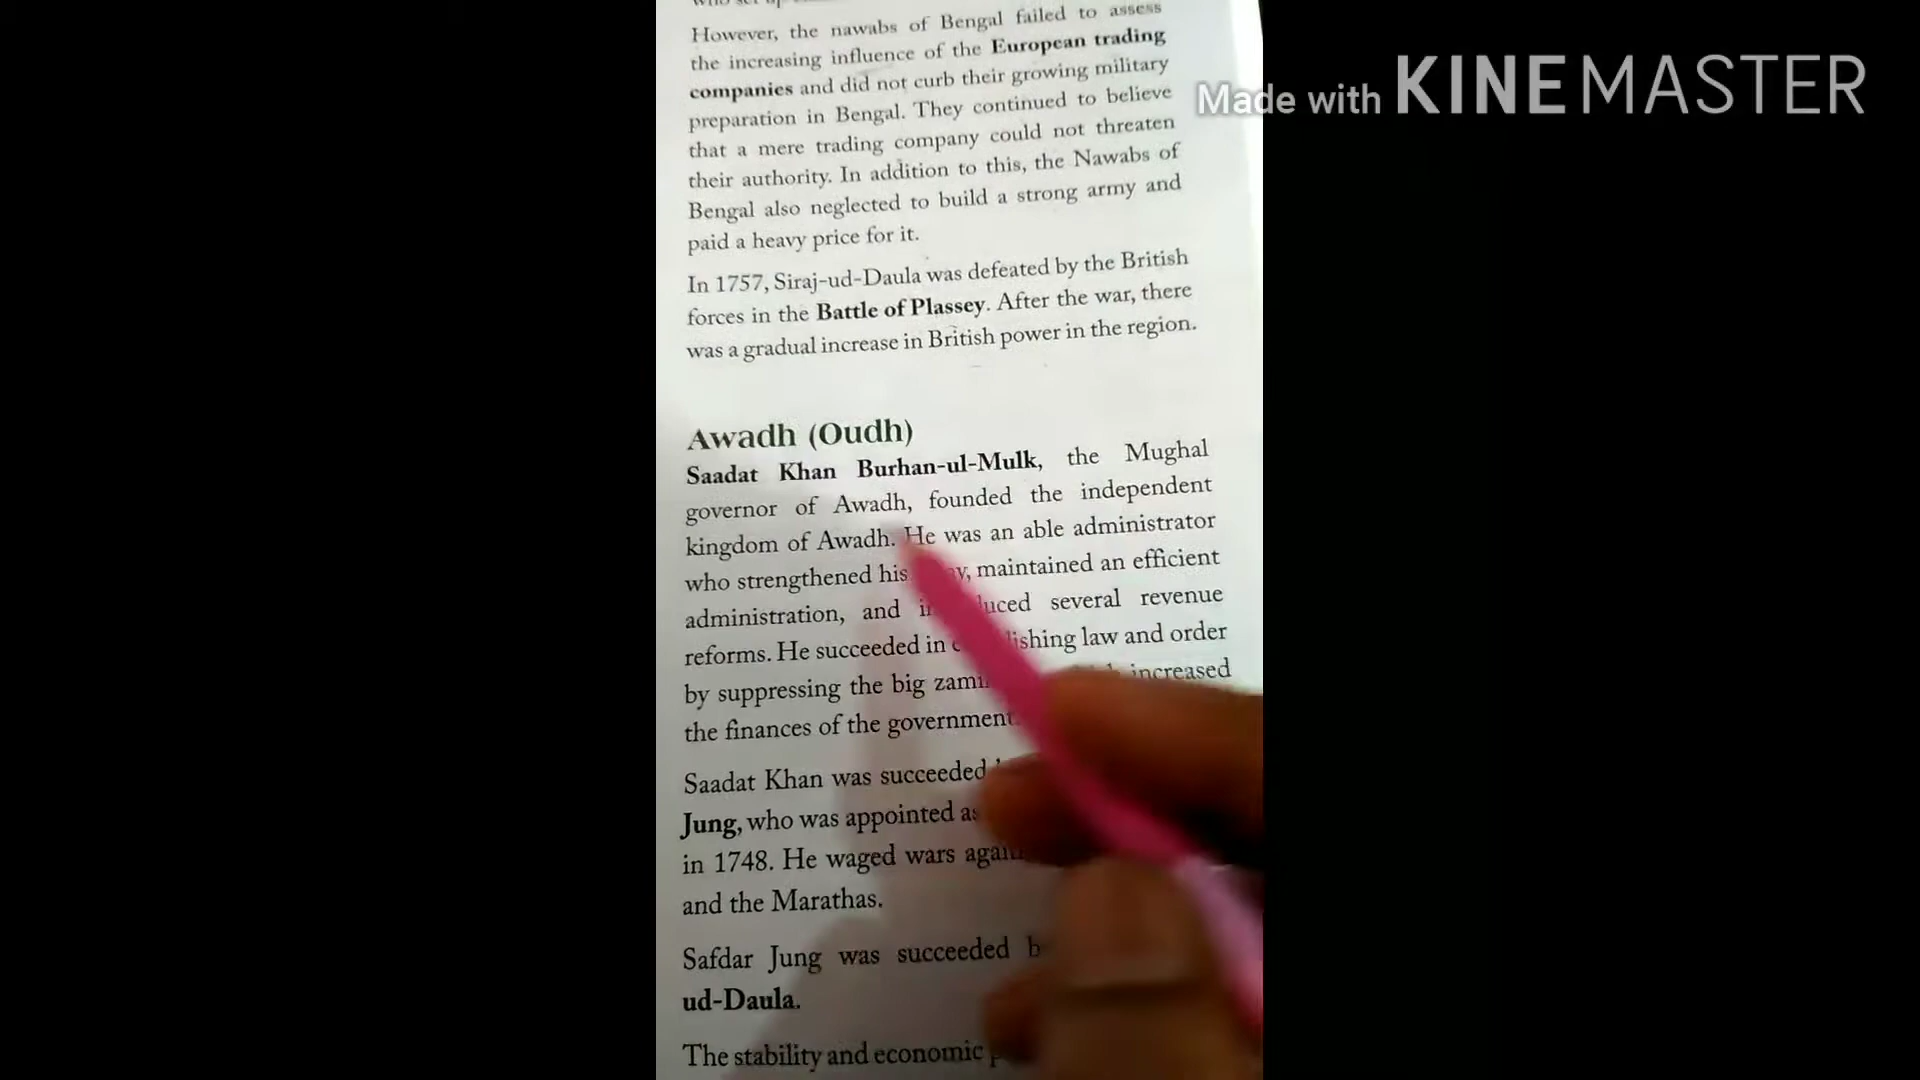 However, the nawabs of Bengal failed to assess
the increasing influence of the European trading
companies and did not curb their growing military
preparation in Bengal. They continued to believe
that a mere trading company could not threaten
their authority. In addition to this, the Nawabs of
Bengal also neglected to build a strong army and
paid a heavy price for it.
In 1757, Siraj-ud-Daula was defeated by the British
forces in the Battle of Plassey. After the war, there
was a gradual increase in British power in the region.
Awadh (Oudh)
Saadat Khan Burhan-ul-Mulk, the Mughal
governor of Awadh, founded the independent
kingdom of Awadh. He was an able administrator
who strengthened his maintained an efficient
administration, and several revenue
reforms. He succeeded in law and order
by suppressing the big increased
the finances of the government
Saadat Khan was succeeded
Jung, who was appointed as
in 1748. He waged wars
and the Marathas.
Safdar Jung was succeeded
ud-Daula.
The stability and economic
Made with KINEMASTER